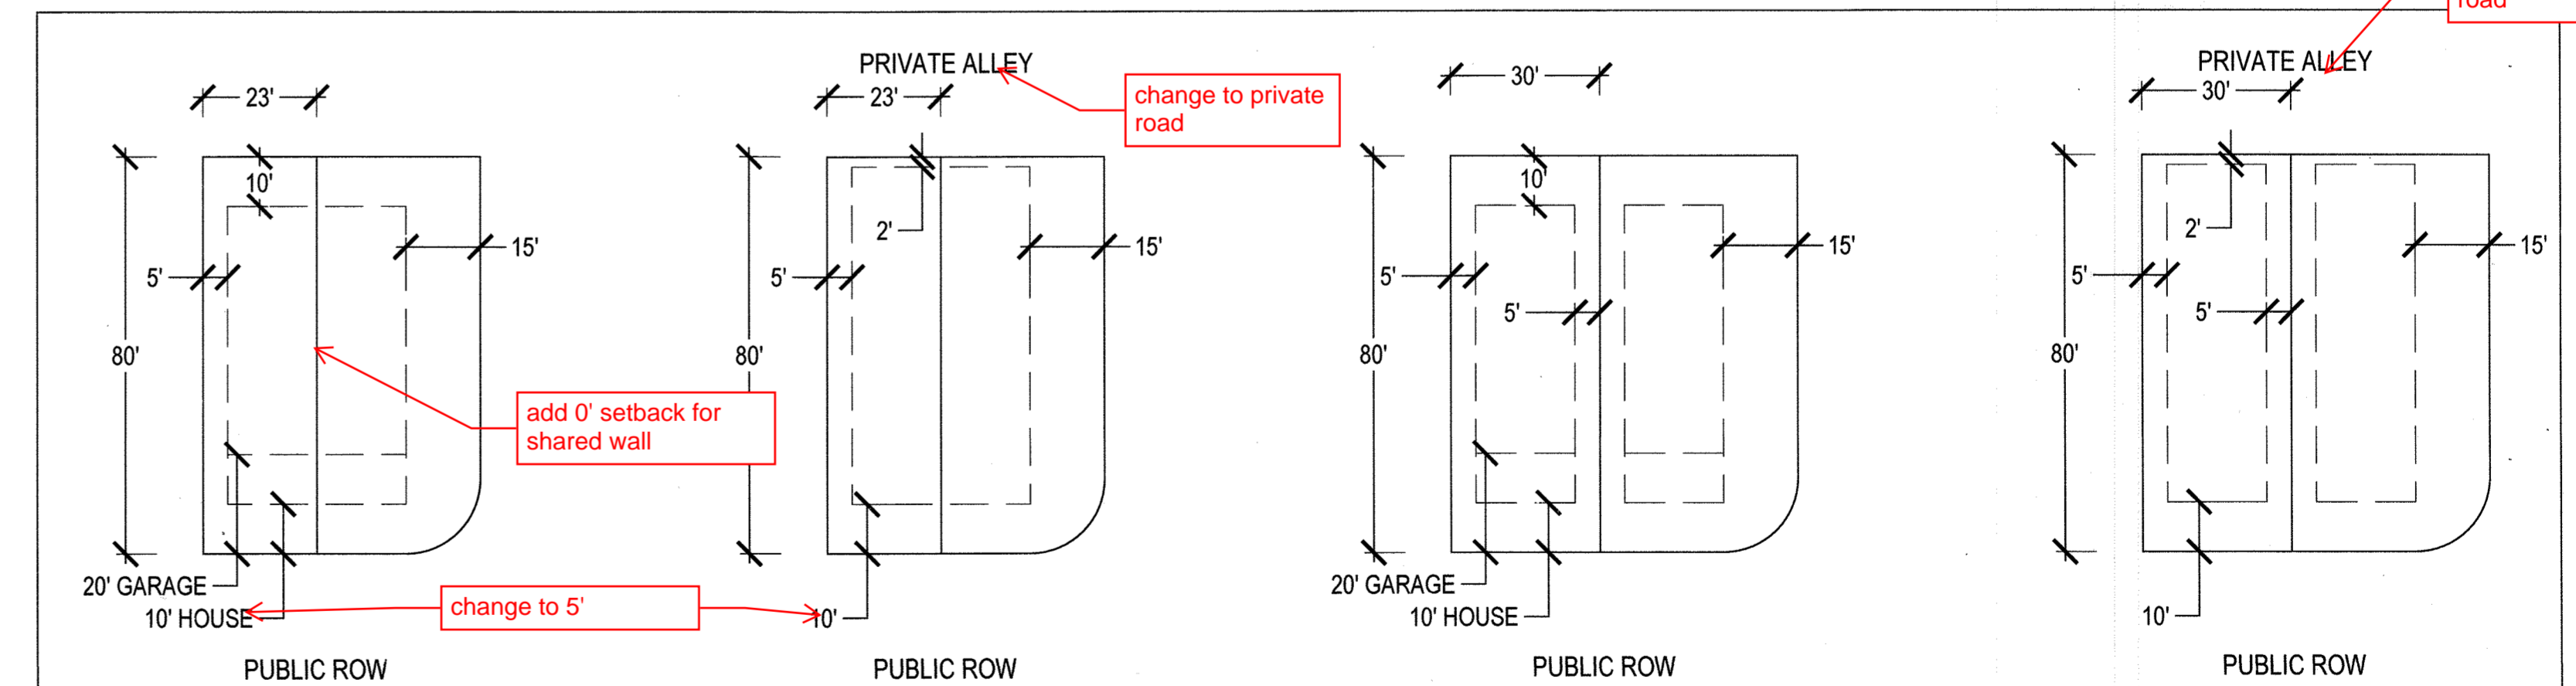 road
PRIVATE ALLEY
PRIVATE ALLEY
23'
23'
30'
30'
change to private
road
10'
10'
2'
2'
15'
15'
15'
15'
5'
5'
5'
5'
5'
5'
80'
80'
80'
80'
add 0' setback for
shared wall
20' GARAGE
10' HOUSE
change to 5'
10'
20' GARAGE
10' HOUSE
10'
PUBLIC ROW
PUBLIC ROW
PUBLIC ROW
PUBLIC ROW